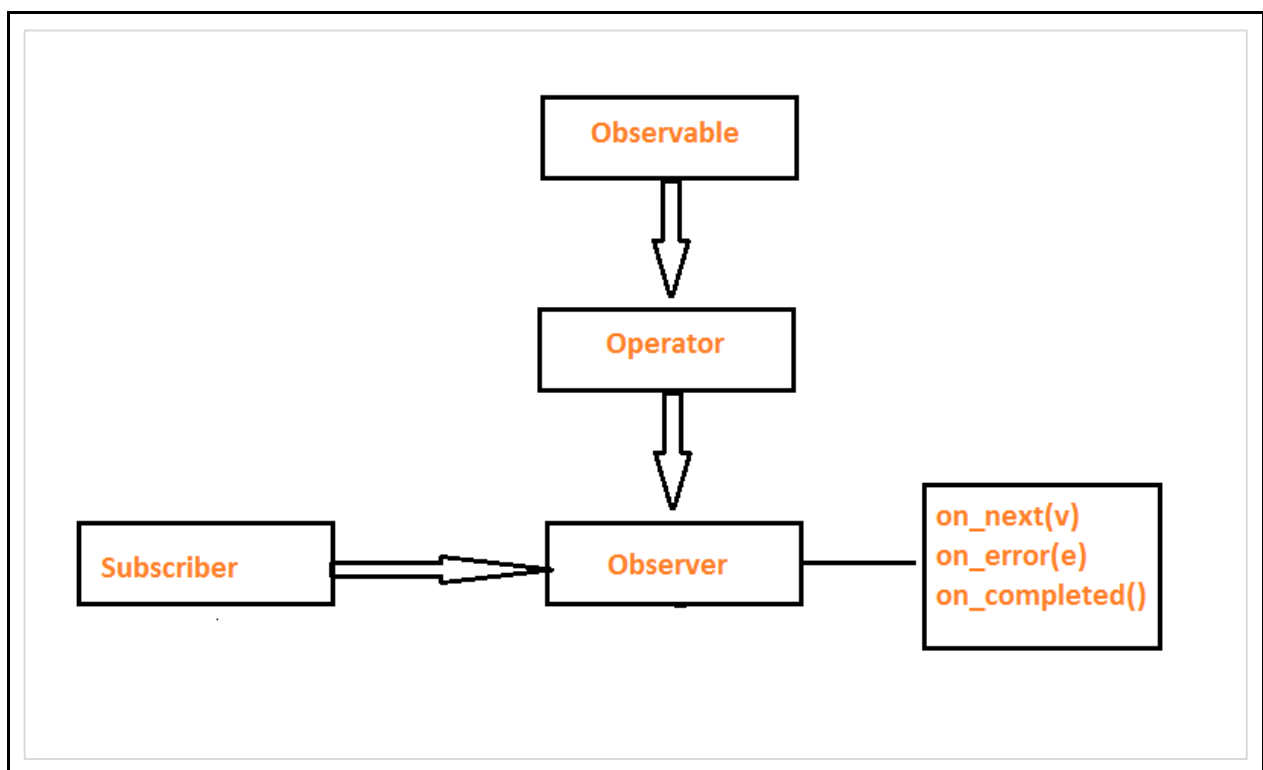 Observable
Operator
Subscriber
Observer
on_next(v)
on_error(e)
on_completed()